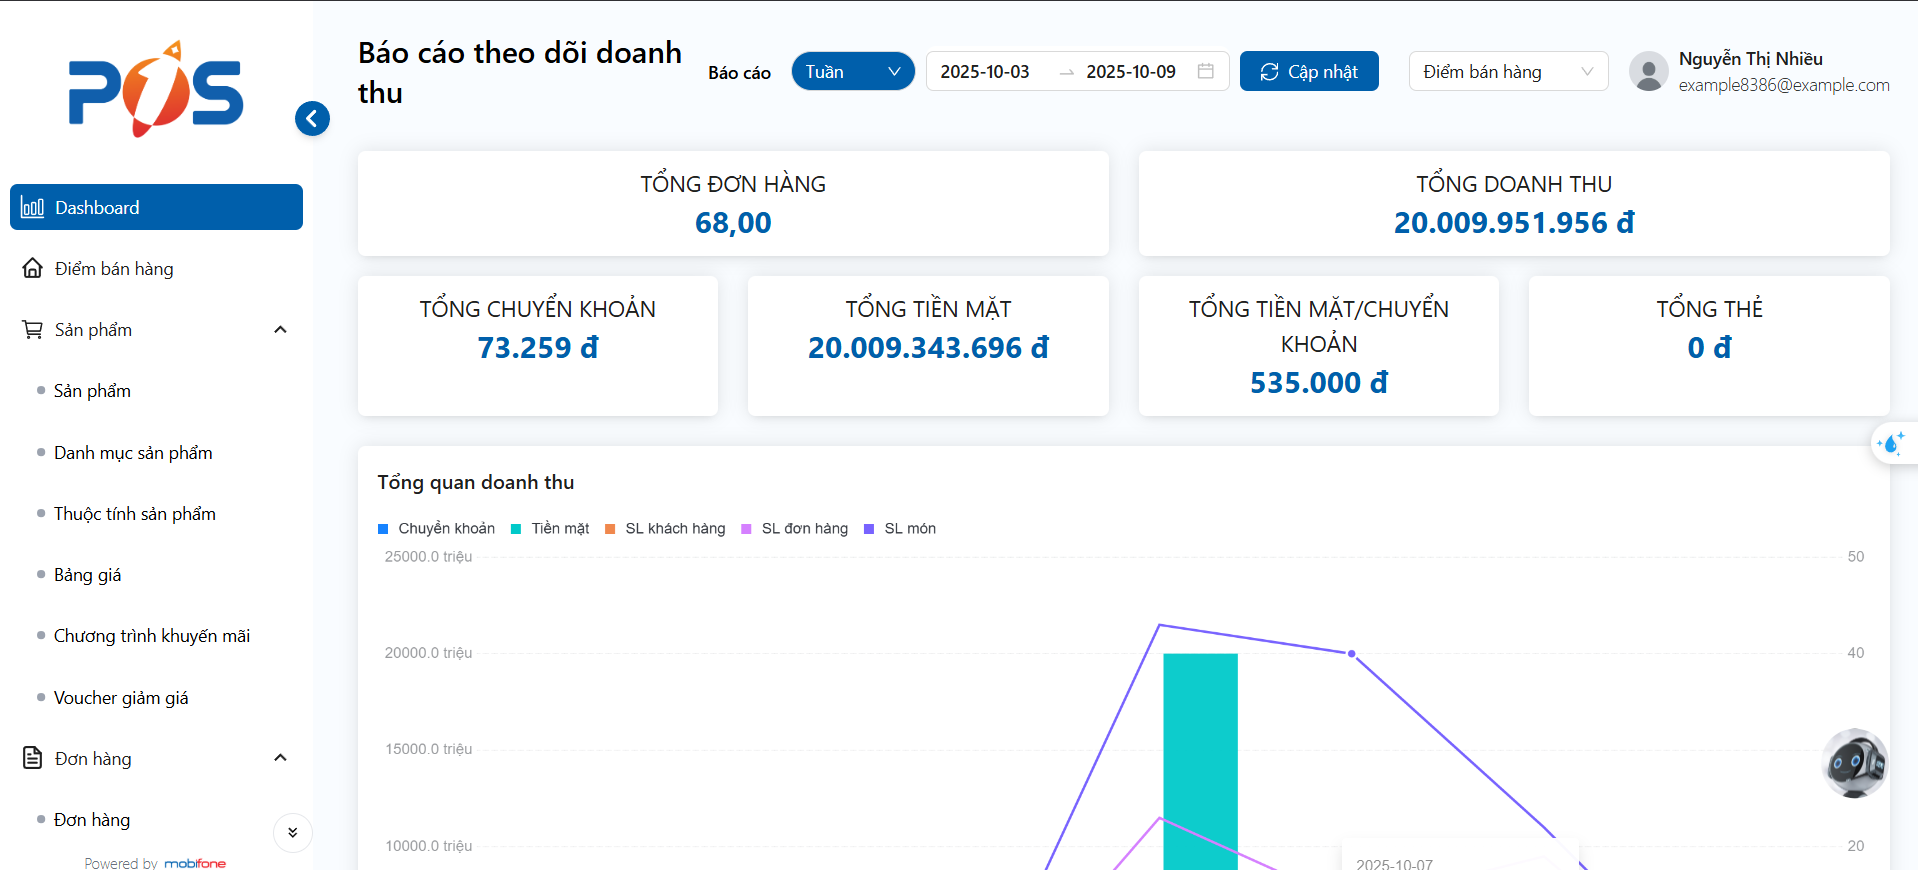 POS
Dashboard
Điểm bán hàng
Sản phẩm
Sản phẩm
Danh mục sản phẩm
Thuộc tính sản phẩm
Bảng giá
Chương trình khuyến mãi
Voucher giảm giá
Đơn hàng
Đơn hàng
Powered by mobifone
Báo cáo theo dõi doanh
thu
Báo cáo
Tuần
2025-10-03
2025-10-09
Cập nhật
Điểm bán hàng
Nguyễn Thị Nhiều
example8386@example.com
TỔNG ĐƠN HÀNG
68,00
TỔNG DOANH THU
20.009.951.956 đ
TỔNG CHUYỂN KHOẢN
73.259 đ
TỔNG TIỀN MẶT
20.009.343.696 đ
TỔNG TIỀN MẶT/CHUYỂN
KHOẢN
535.000 đ
TỔNG THẺ
0 đ
Tổng quan doanh thu
Chuyển khoản Tiền mặt SL khách hàng SL đơn hàng SL món
25000.0 triệu 50
20000.0 triệu 40
15000.0 triệu
10000.0 triệu 20
2025-10-07